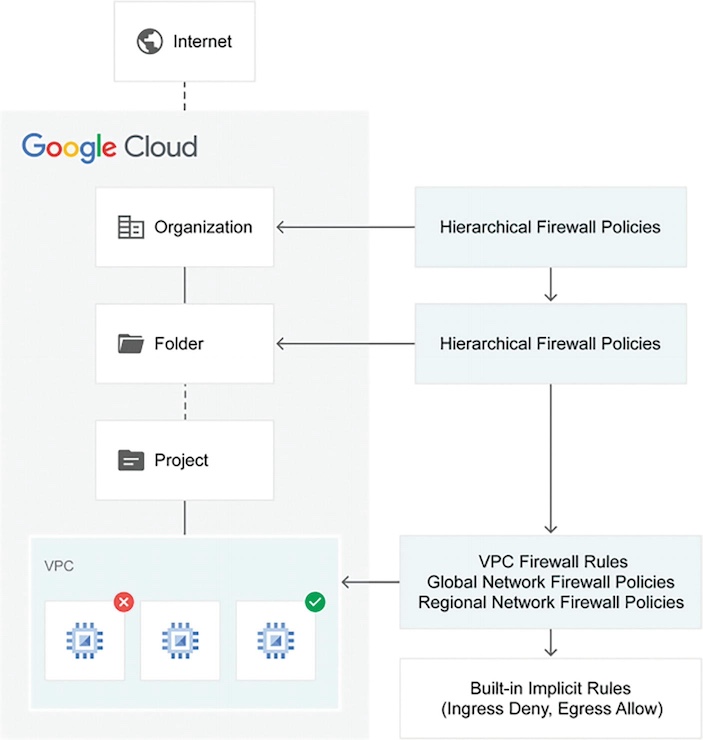 Internet
Google Cloud
Organization
Hierarchical Firewall Policies
Folder
Hierarchical Firewall Policies
Project
VPC
VPC Firewall Rules
Global Network Firewall Policies
Regional Network Firewall Policies
Built-in Implicit Rules
(Ingress Deny, Egress Allow)